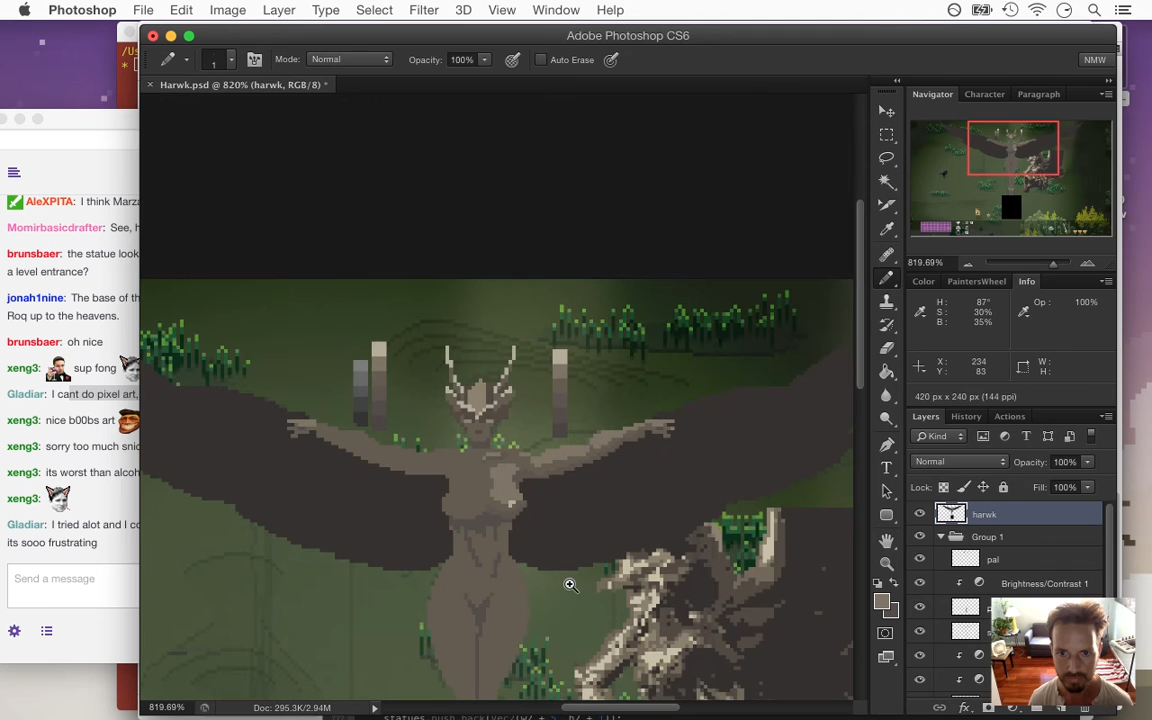 Photoshop File Edit Image Layer Type Select Filter 3D View Window Help
Adobe Photoshop CS6
1 Mode: Normal Opacity: 100% Auto Erase NMW
Harwk.psd @ 820% (harwk, RGB/8) *
Navigator Character Paragraph
819.69%
Color PaintersWheel Info
H: 87°
S: 30%
B: 35%
Op: 100%
X: 234
Y: 83
W:
H:
420 px x 240 px (144 ppi)
Layers History Actions
Kind
Normal Opacity: 100%
Lock: Fill: 100%
harwk
Group 1
pal
Brightness/Contrast 1
819.69% Doc: 295.3K/2.94M
/Us
*
AleXPITA: I think Marza
Momirbasicdrafter: See, h
brunsbaer: the statue look
a level entrance?
jonah1nine: The base of th
Roq up to the heavens.
brunsbaer: oh nice
xeng3: sup fong
Gladiar: I cant do pixel art,
xeng3: nice b00bs art
xeng3: sorry too much snic
xeng3: its worst than alcoh
xeng3:
Gladiar: I tried alot and I co
its sooo frustrating
Send a message